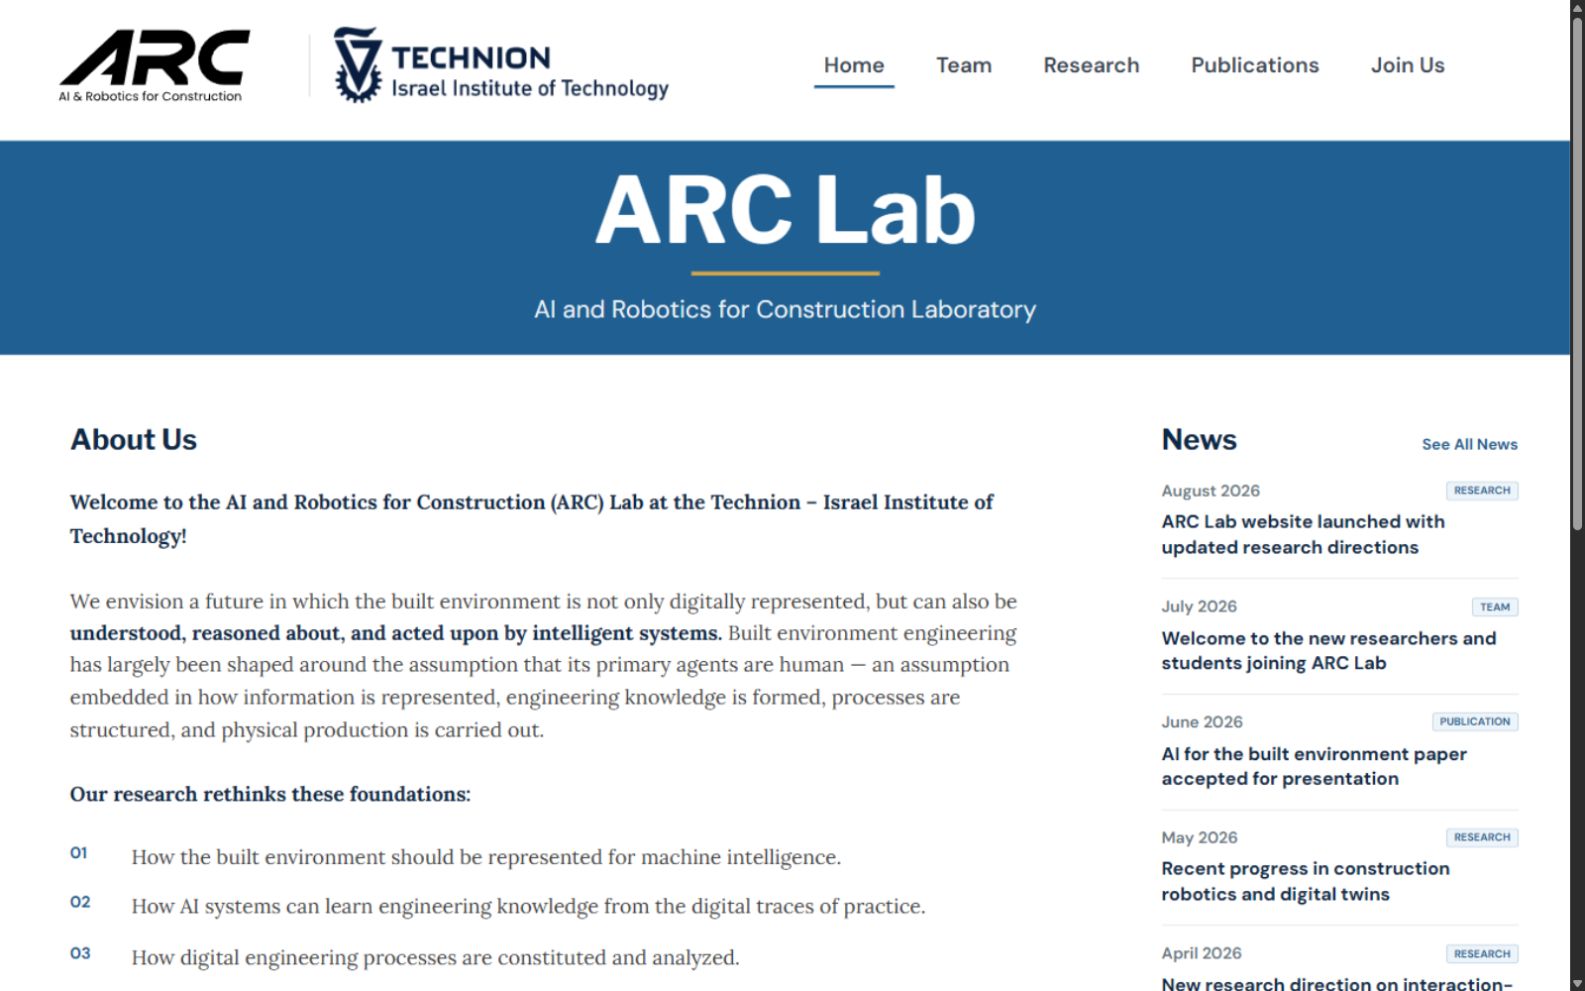 ARC
AI & Robotics for Construction
TECHNION
Israel Institute of Technology
Home
Team
Research
Publications
Join Us
ARC Lab
AI and Robotics for Construction Laboratory
About Us
Welcome to the AI and Robotics for Construction (ARC) Lab at the Technion – Israel Institute of
Technology!
We envision a future in which the built environment is not only digitally represented, but can also be
understood, reasoned about, and acted upon by intelligent systems. Built environment engineering
has largely been shaped around the assumption that its primary agents are human — an assumption
embedded in how information is represented, engineering knowledge is formed, processes are
structured, and physical production is carried out.
Our research rethinks these foundations:
01 How the built environment should be represented for machine intelligence.
02 How AI systems can learn engineering knowledge from the digital traces of practice.
03 How digital engineering processes are constituted and analyzed.
News
See All News
August 2026 RESEARCH
ARC Lab website launched with
updated research directions
July 2026 TEAM
Welcome to the new researchers and
students joining ARC Lab
June 2026 PUBLICATION
AI for the built environment paper
accepted for presentation
May 2026 RESEARCH
Recent progress in construction
robotics and digital twins
April 2026 RESEARCH
New research direction on interaction-